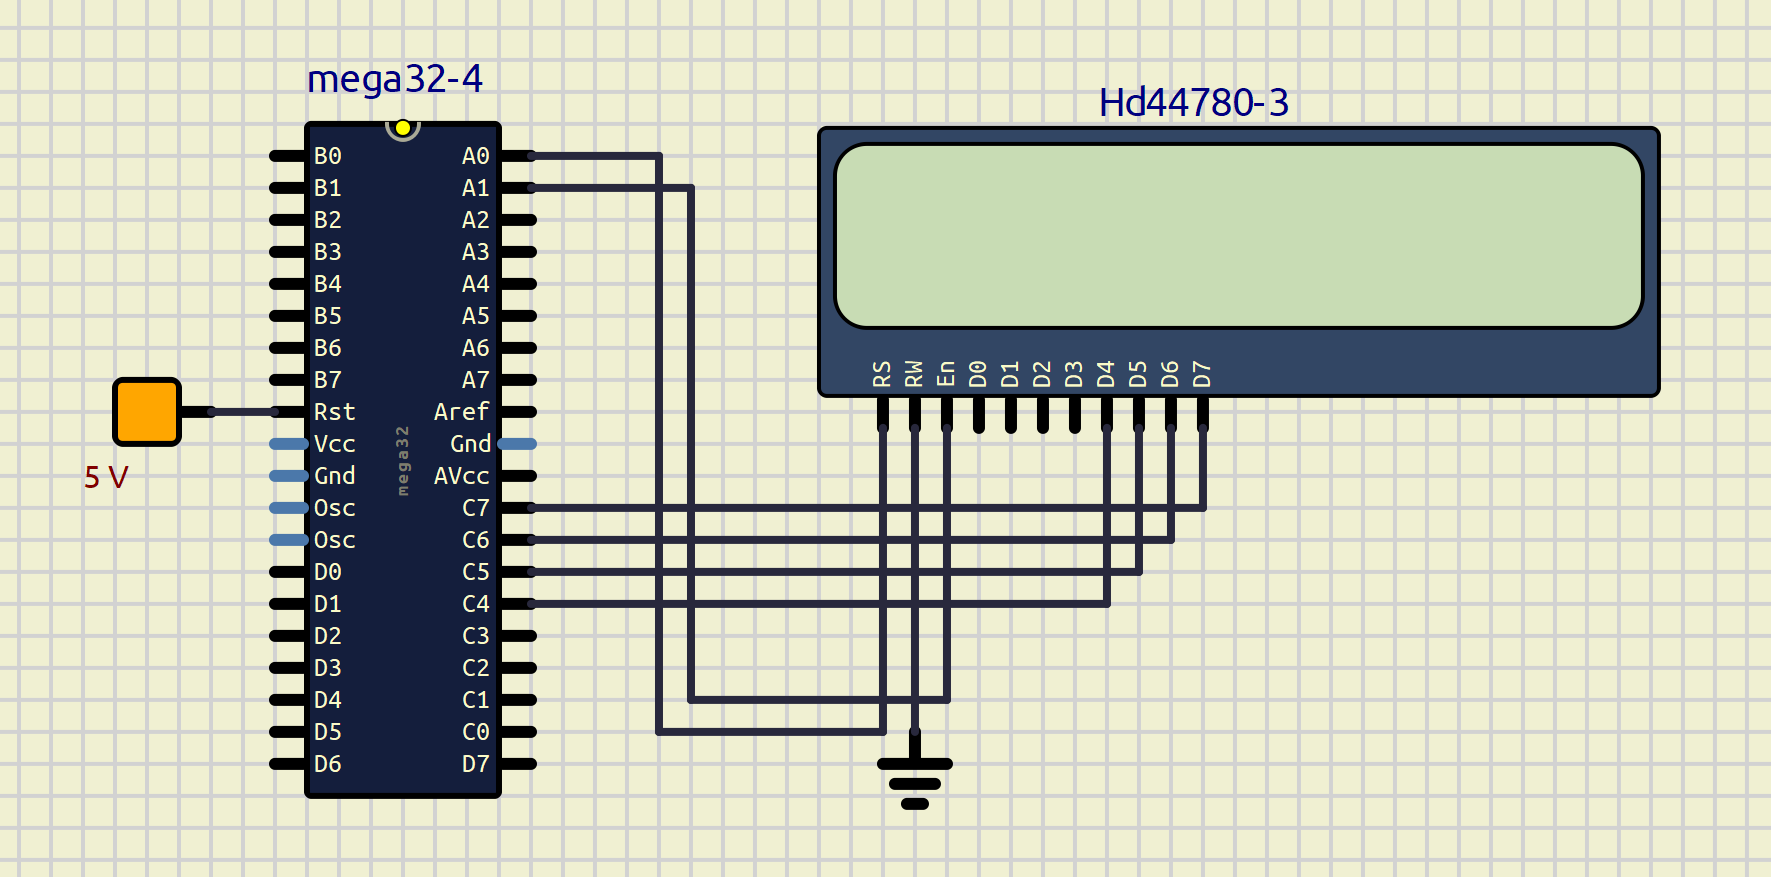 mega32-4
Hd44780-3
B0 A0
B1 A1
B2 A2
B3 A3
B4 A4
B5 A5
B6 A6
B7 A7
Rst Aref
Vcc Gnd
Gnd AVcc
Osc C7
Osc C6
D0 C5
D1 C4
D2 C3
D3 C2
D4 C1
D5 C0
D6 D7
mega32
5 V
RS RW En D0 D1 D2 D3 D4 D5 D6 D7